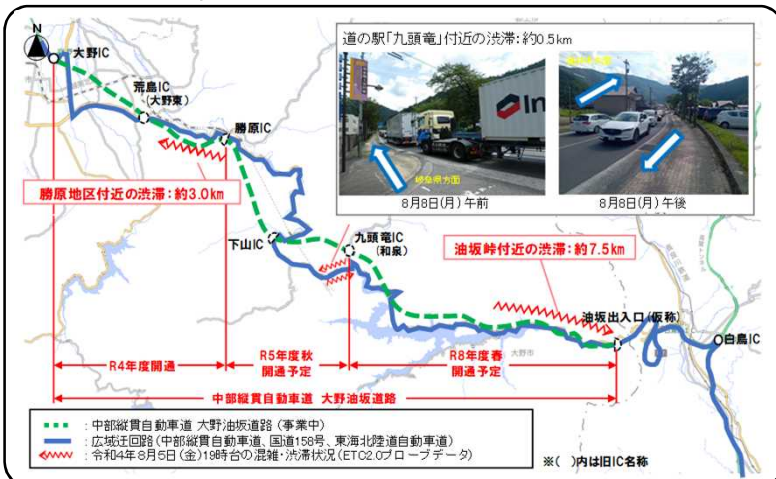 N
大野IC
荒島IC
(大野東)
勝原IC
勝原地区付近の渋滞:約3.0km
下山IC
九頭竜IC
(和泉)
道の駅「九頭竜」付近の渋滞:約0.5km
岐阜県方面
8月8日(月)午前
8月8日(月)午後
油坂峠付近の渋滞:約7.5km
油坂出入口(仮称)
白鳥IC
大野市
R4年度開通
R5年度秋
開通予定
R8年度春
開通予定
中部縦貫自動車道 大野油坂道路
:中部縦貫自動車道 大野油坂道路(事業中)
:広域迂回路(中部縦貫自動車道、国道158号、東海北陸道自動車道)
:令和4年8月5日(金)19時台の混雑・渋滞状況(ETC2.0プローブデータ)
※( )内は旧IC名称